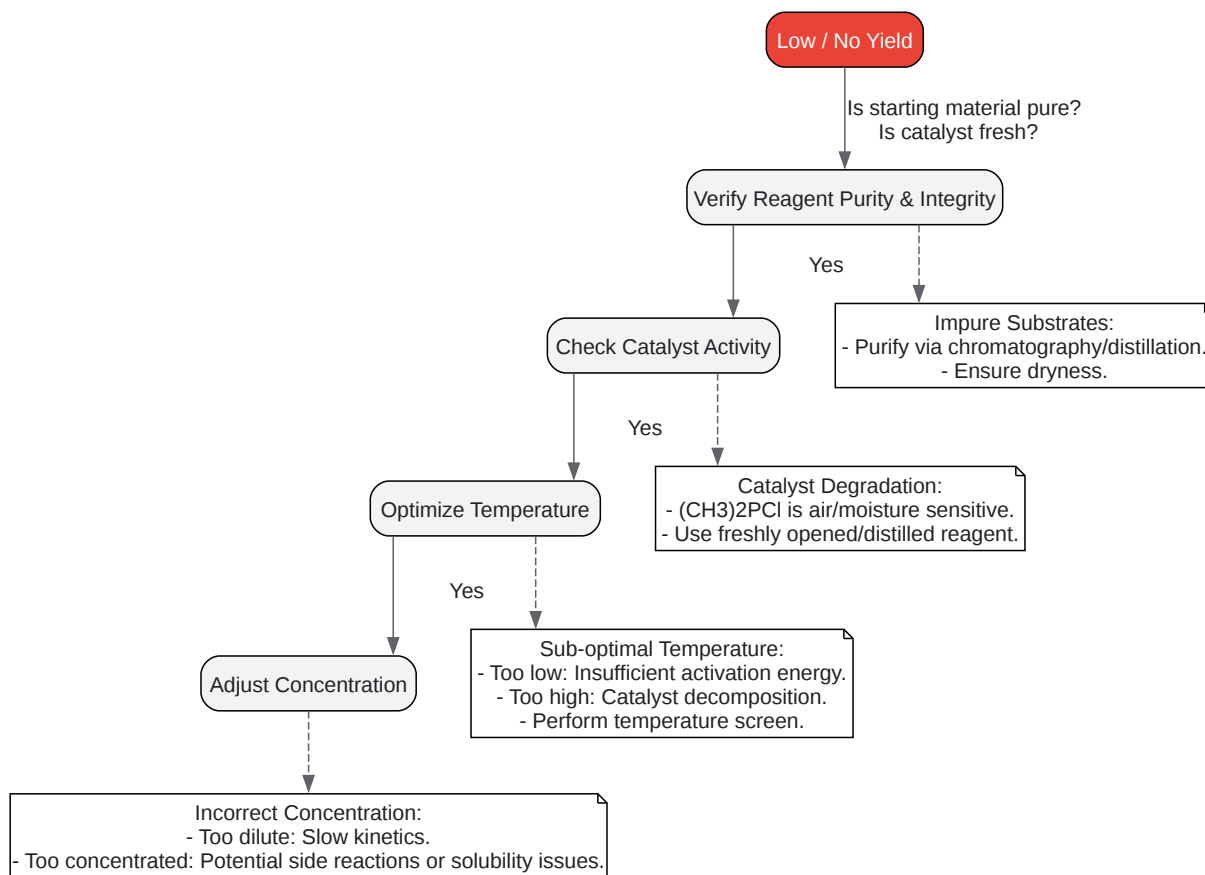 Low / No Yield
Is starting material pure?
Is catalyst fresh?
Verify Reagent Purity & Integrity
Yes
Impure Substrates:
- Purify via chromatography/distillation.
- Ensure dryness.
Check Catalyst Activity
Yes
Catalyst Degradation:
- (CH3)2PCl is air/moisture sensitive.
- Use freshly opened/distilled reagent.
Optimize Temperature
Yes
Sub-optimal Temperature:
- Too low: Insufficient activation energy.
- Too high: Catalyst decomposition.
- Perform temperature screen.
Adjust Concentration
Incorrect Concentration:
- Too dilute: Slow kinetics.
- Too concentrated: Potential side reactions or solubility issues.